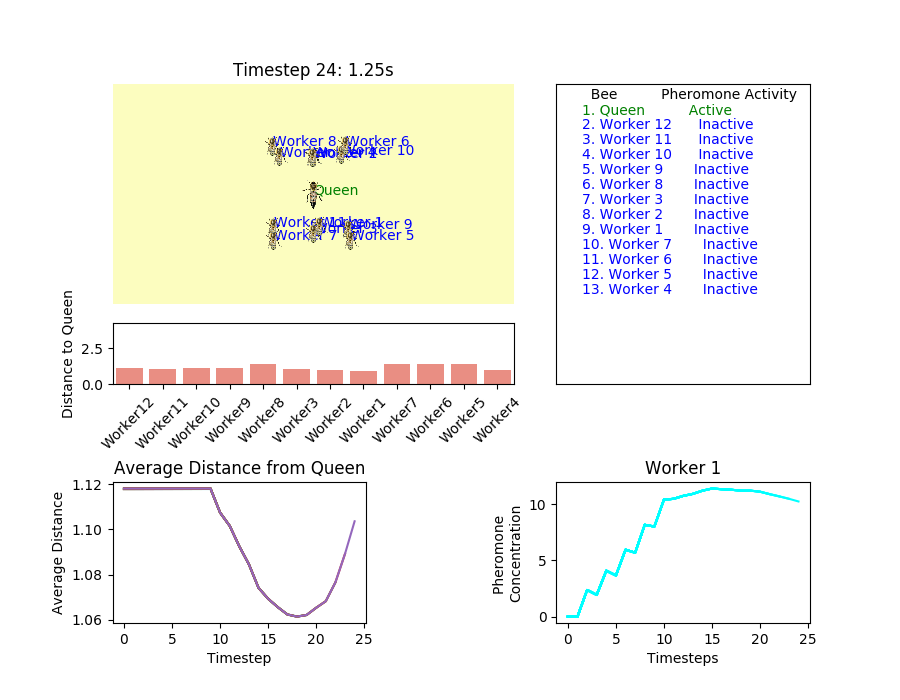 Timestep 24: 1.25s
Worker 8
Worker 6
Worker 10
Queen
Worker 9
Worker 7
Worker 5
Bee Pheromone Activity
1. Queen Active
2. Worker 12 Inactive
3. Worker 11 Inactive
4. Worker 10 Inactive
5. Worker 9 Inactive
6. Worker 8 Inactive
7. Worker 3 Inactive
8. Worker 2 Inactive
9. Worker 1 Inactive
10. Worker 7 Inactive
11. Worker 6 Inactive
12. Worker 5 Inactive
13. Worker 4 Inactive
Distance to Queen
2.5
0.0
Worker12
Worker11
Worker10
Worker9
Worker8
Worker3
Worker2
Worker1
Worker7
Worker6
Worker5
Worker4
Average Distance from Queen
Average Distance
1.12
1.10
1.08
1.06
0 5 10 15 20 25
Timestep
Worker 1
Pheromone
Concentration
10
5
0
0 5 10 15 20 25
Timesteps